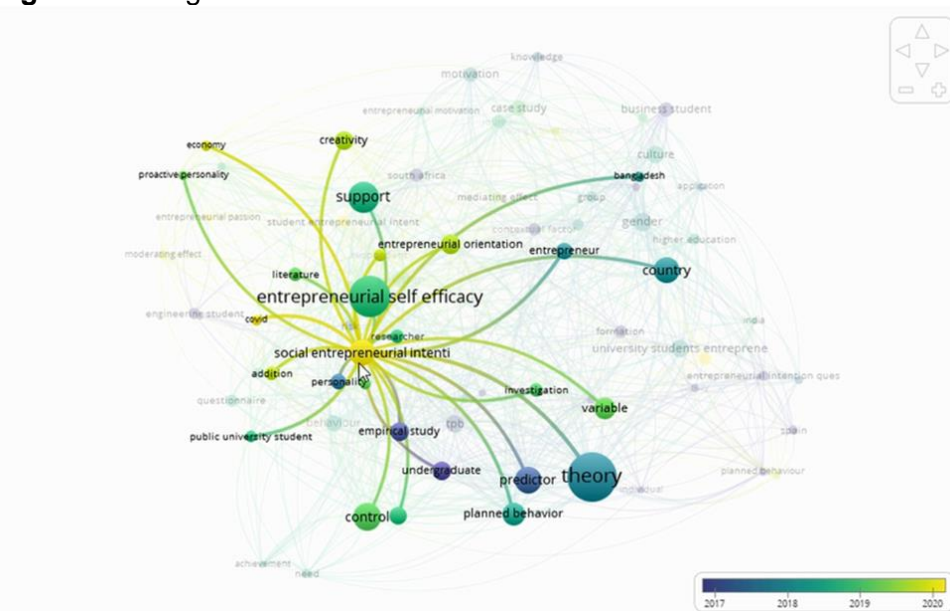 knowledge
motivation
entrepreneurial motivation
case study
business student
economy
creativity
culture
proactive personality
south africa
bangladesh
application
support
mediating effect
group
entrepreneurial passion
student entrepreneurial intent
contextual factor
gender
entrepreneurial orientation
entrepreneur
higher education
moderating effect
literature
country
entrepreneurial self efficacy
engineering student
covid
india
researcher
formation
social entrepreneurial intenti
university students entreprene
addition
personality
investigation
entrepreneurial intention ques
questionnaire
variable
behaviour
tpb
public university student
empirical study
spain
undergraduate
predictor
theory
planned behaviour
individual
control
planned behavior
achievement
need
2017 2018 2019 2020